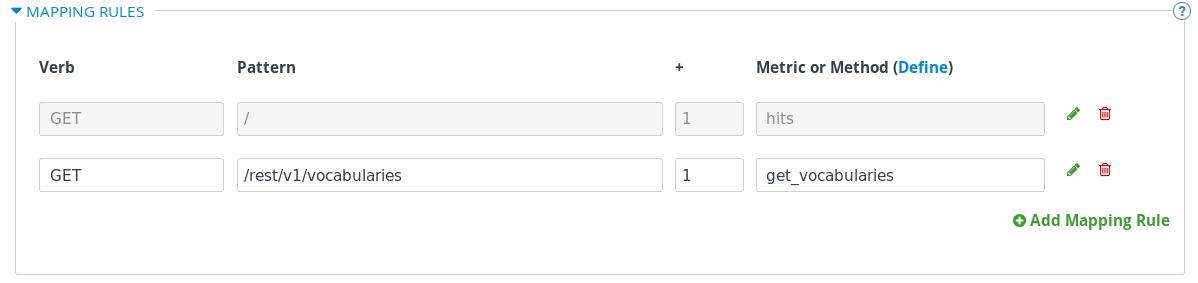 MAPPING RULES ?
Verb Pattern + Metric or Method (Define)
GET / 1 hits
GET /rest/v1/vocabularies 1 get_vocabularies
Add Mapping Rule